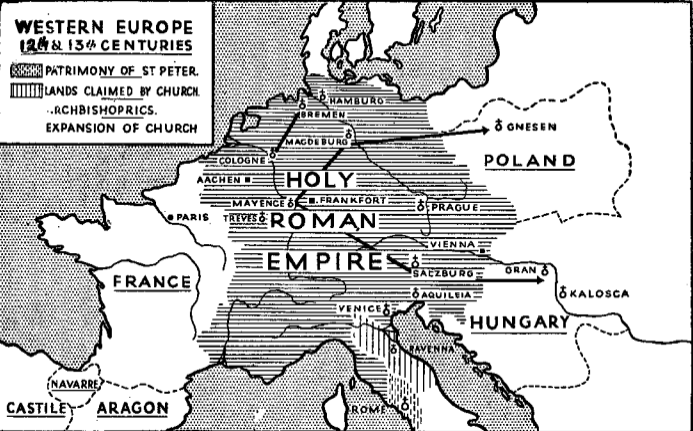 WESTERN EUROPE
12th & 13th CENTURIES
PATRIMONY OF ST PETER.
LANDS CLAIMED BY CHURCH.
.RCHBISHOPRICS.
EXPANSION OF CHURCH
HAMBURG
BREMEN
MAGDEBURG
GNESEN
COLOGNE
POLAND
AACHEN
HOLY
MAYENCE
FRANKFORT
PRAGUE
PARIS
TREVES
ROMAN
VIENNA
EMPIRE
SALZBURG
GRAN
FRANCE
AQUILEIA
KALOSCA
VENICE
HUNGARY
RAVENNA
NAVARRE
CASTILE
ARAGON
ROME